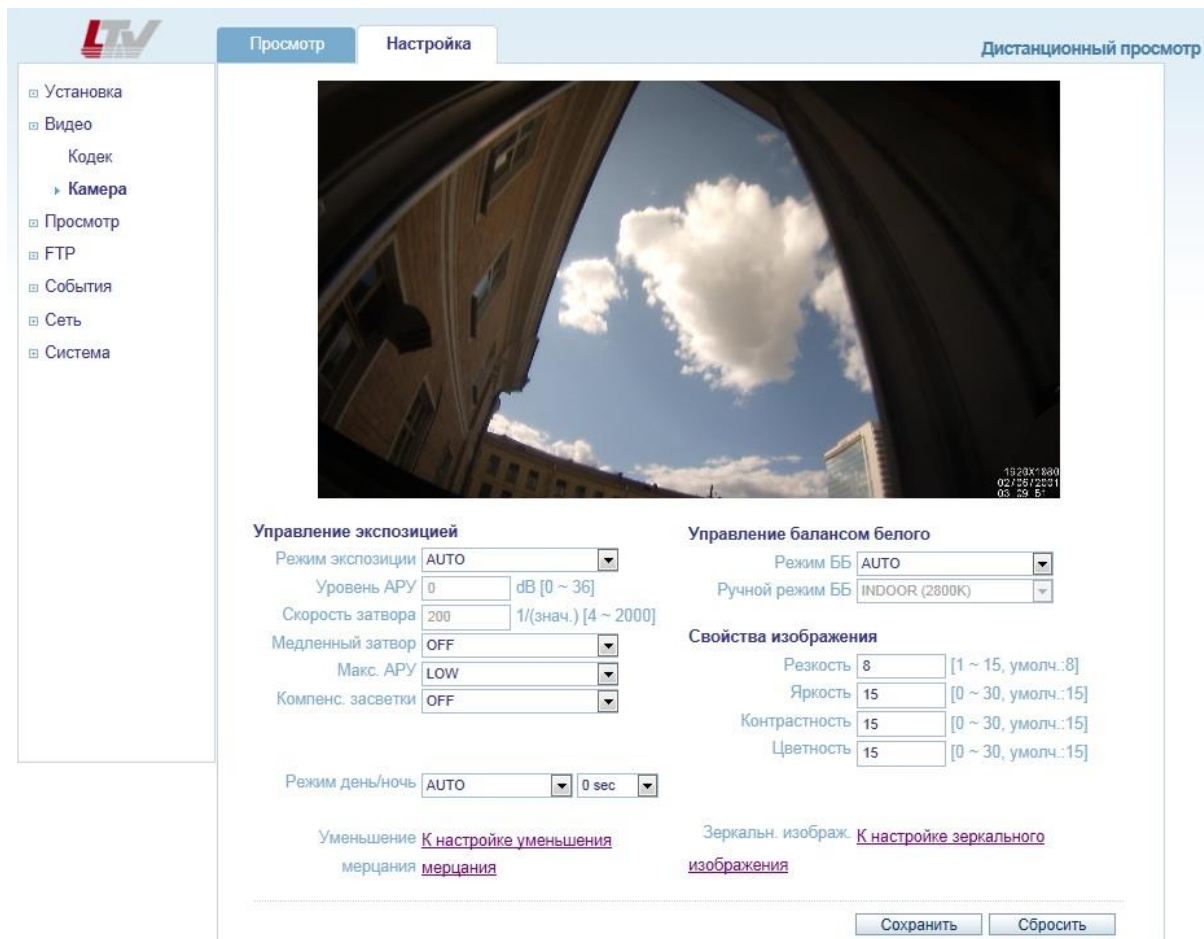 LTV
Просмотр
Настройка
Дистанционный просмотр
Установка
Видео
Кодек
Камера
Просмотр
FTP
События
Сеть
Система
1920X1080
Управление экспозицией
Режим экспозиции AUTO
Уровень АРУ 0 dB [0 ~ 36]
Скорость затвора 200 1/(знач.) [4 ~ 2000]
Медленный затвор OFF
Макс. АРУ LOW
Компенс. засветки OFF
Режим день/ночь AUTO 0 sec
Уменьшение К настройке уменьшения
мерцания мерцания
Управление балансом белого
Режим ББ AUTO
Ручной режим ББ INDOOR (2800K)
Свойства изображения
Резкость 8 [1 ~ 15, умолч.:8]
Яркость 15 [0 ~ 30, умолч.:15]
Контрастность 15 [0 ~ 30, умолч.:15]
Цветность 15 [0 ~ 30, умолч.:15]
Зеркальн. изображ. К настройке зеркального
изображения
Сохранить
Сбросить